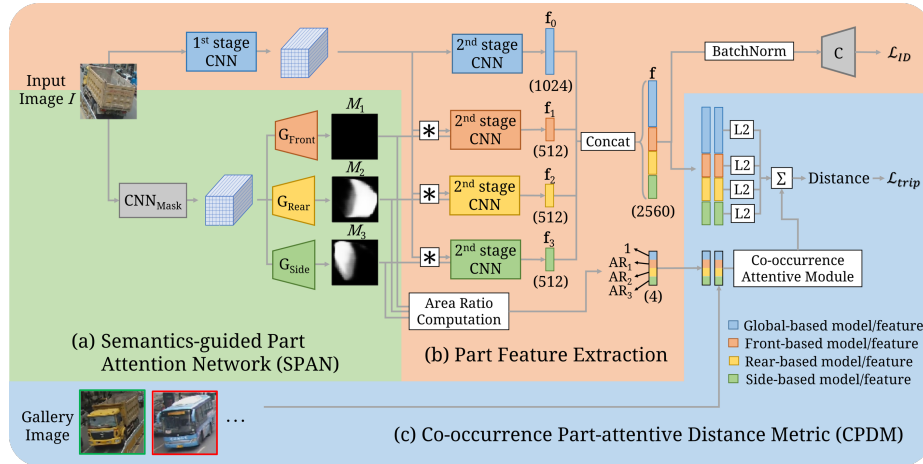 Input
Image I
1st stage
CNN
2nd stage
CNN
f0
(1024)
BatchNorm
C
ℒID
CNNMask
GFront
M1
*
2nd stage
CNN
f1
(512)
Concat
f
(2560)
L2
L2
L2
L2
Σ
Distance
ℒtrip
GRear
M2
*
2nd stage
CNN
f2
(512)
GSide
M3
*
2nd stage
CNN
f3
(512)
1
AR1
AR2
AR3
(4)
Co-occurrence
Attentive Module
Area Ratio
Computation
(a) Semantics-guided Part
Attention Network (SPAN)
(b) Part Feature Extraction
Global-based model/feature
Front-based model/feature
Rear-based model/feature
Side-based model/feature
Gallery
Image
...
(c) Co-occurrence Part-attentive Distance Metric (CPDM)